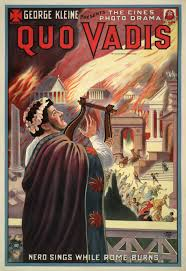 GEORGE KLEINE
PRESENTS THE CINES
PHOTO DRAMA
QUO VADIS
NERO SINGS WHILE ROME BURNS